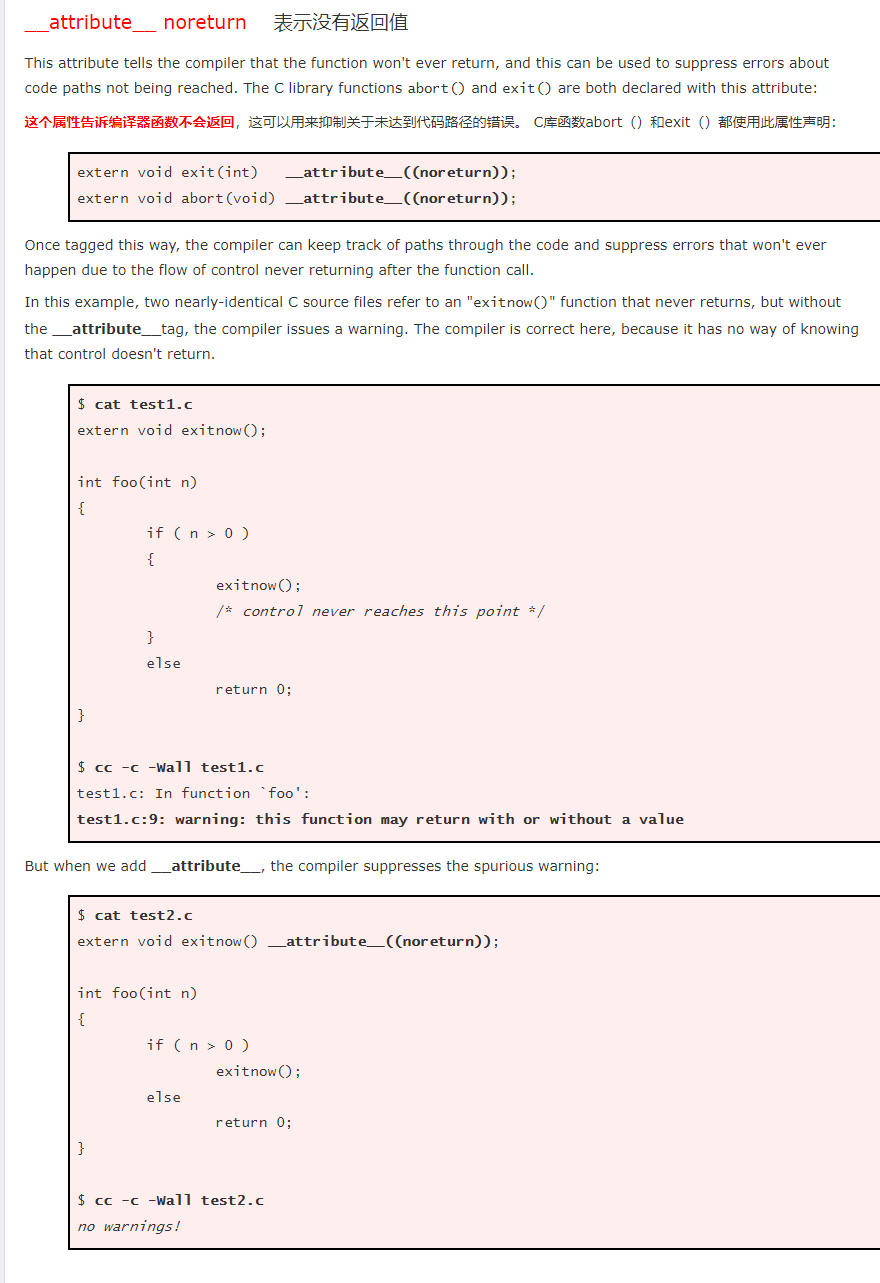 __attribute__ noreturn    表示没有返回值
This attribute tells the compiler that the function won't ever return, and this can be used to suppress errors about
code paths not being reached. The C library functions abort() and exit() are both declared with this attribute:
这个属性告诉编译器函数不会返回，这可以用来抑制关于未达到代码路径的错误。 C库函数abort（）和exit（）都使用此属性声明：
extern void exit(int)   __attribute__((noreturn));
extern void abort(void) __attribute__((noreturn));
Once tagged this way, the compiler can keep track of paths through the code and suppress errors that won't ever
happen due to the flow of control never returning after the function call.
In this example, two nearly-identical C source files refer to an "exitnow()" function that never returns, but without
the __attribute__tag, the compiler issues a warning. The compiler is correct here, because it has no way of knowing
that control doesn't return.
$ cat test1.c
extern void exitnow();
int foo(int n)
{
        if ( n > 0 )
        {
                exitnow();
                /* control never reaches this point */
        }
        else
                return 0;
}
$ cc -c -Wall test1.c
test1.c: In function `foo':
test1.c:9: warning: this function may return with or without a value
But when we add __attribute__, the compiler suppresses the spurious warning:
$ cat test2.c
extern void exitnow() __attribute__((noreturn));
int foo(int n)
{
        if ( n > 0 )
                exitnow();
        else
                return 0;
}
$ cc -c -Wall test2.c
no warnings!